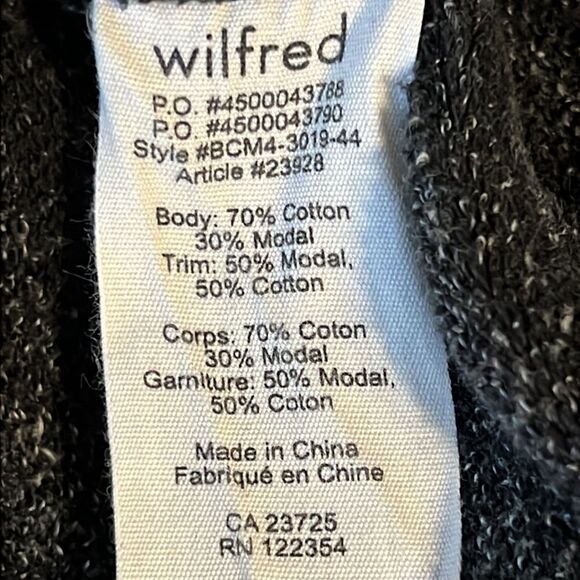 wilfred
P.O. #4500043788
P.O. #4500043790
Style #BCM4-3019-44
Article #23928
Body: 70% Cotton
30% Modal
Trim: 50% Modal,
50% Cotton
Corps: 70% Coton
30% Modal
Garniture: 50% Modal,
50% Coton
Made in China
Fabriqué en Chine
CA 23725
RN 122354